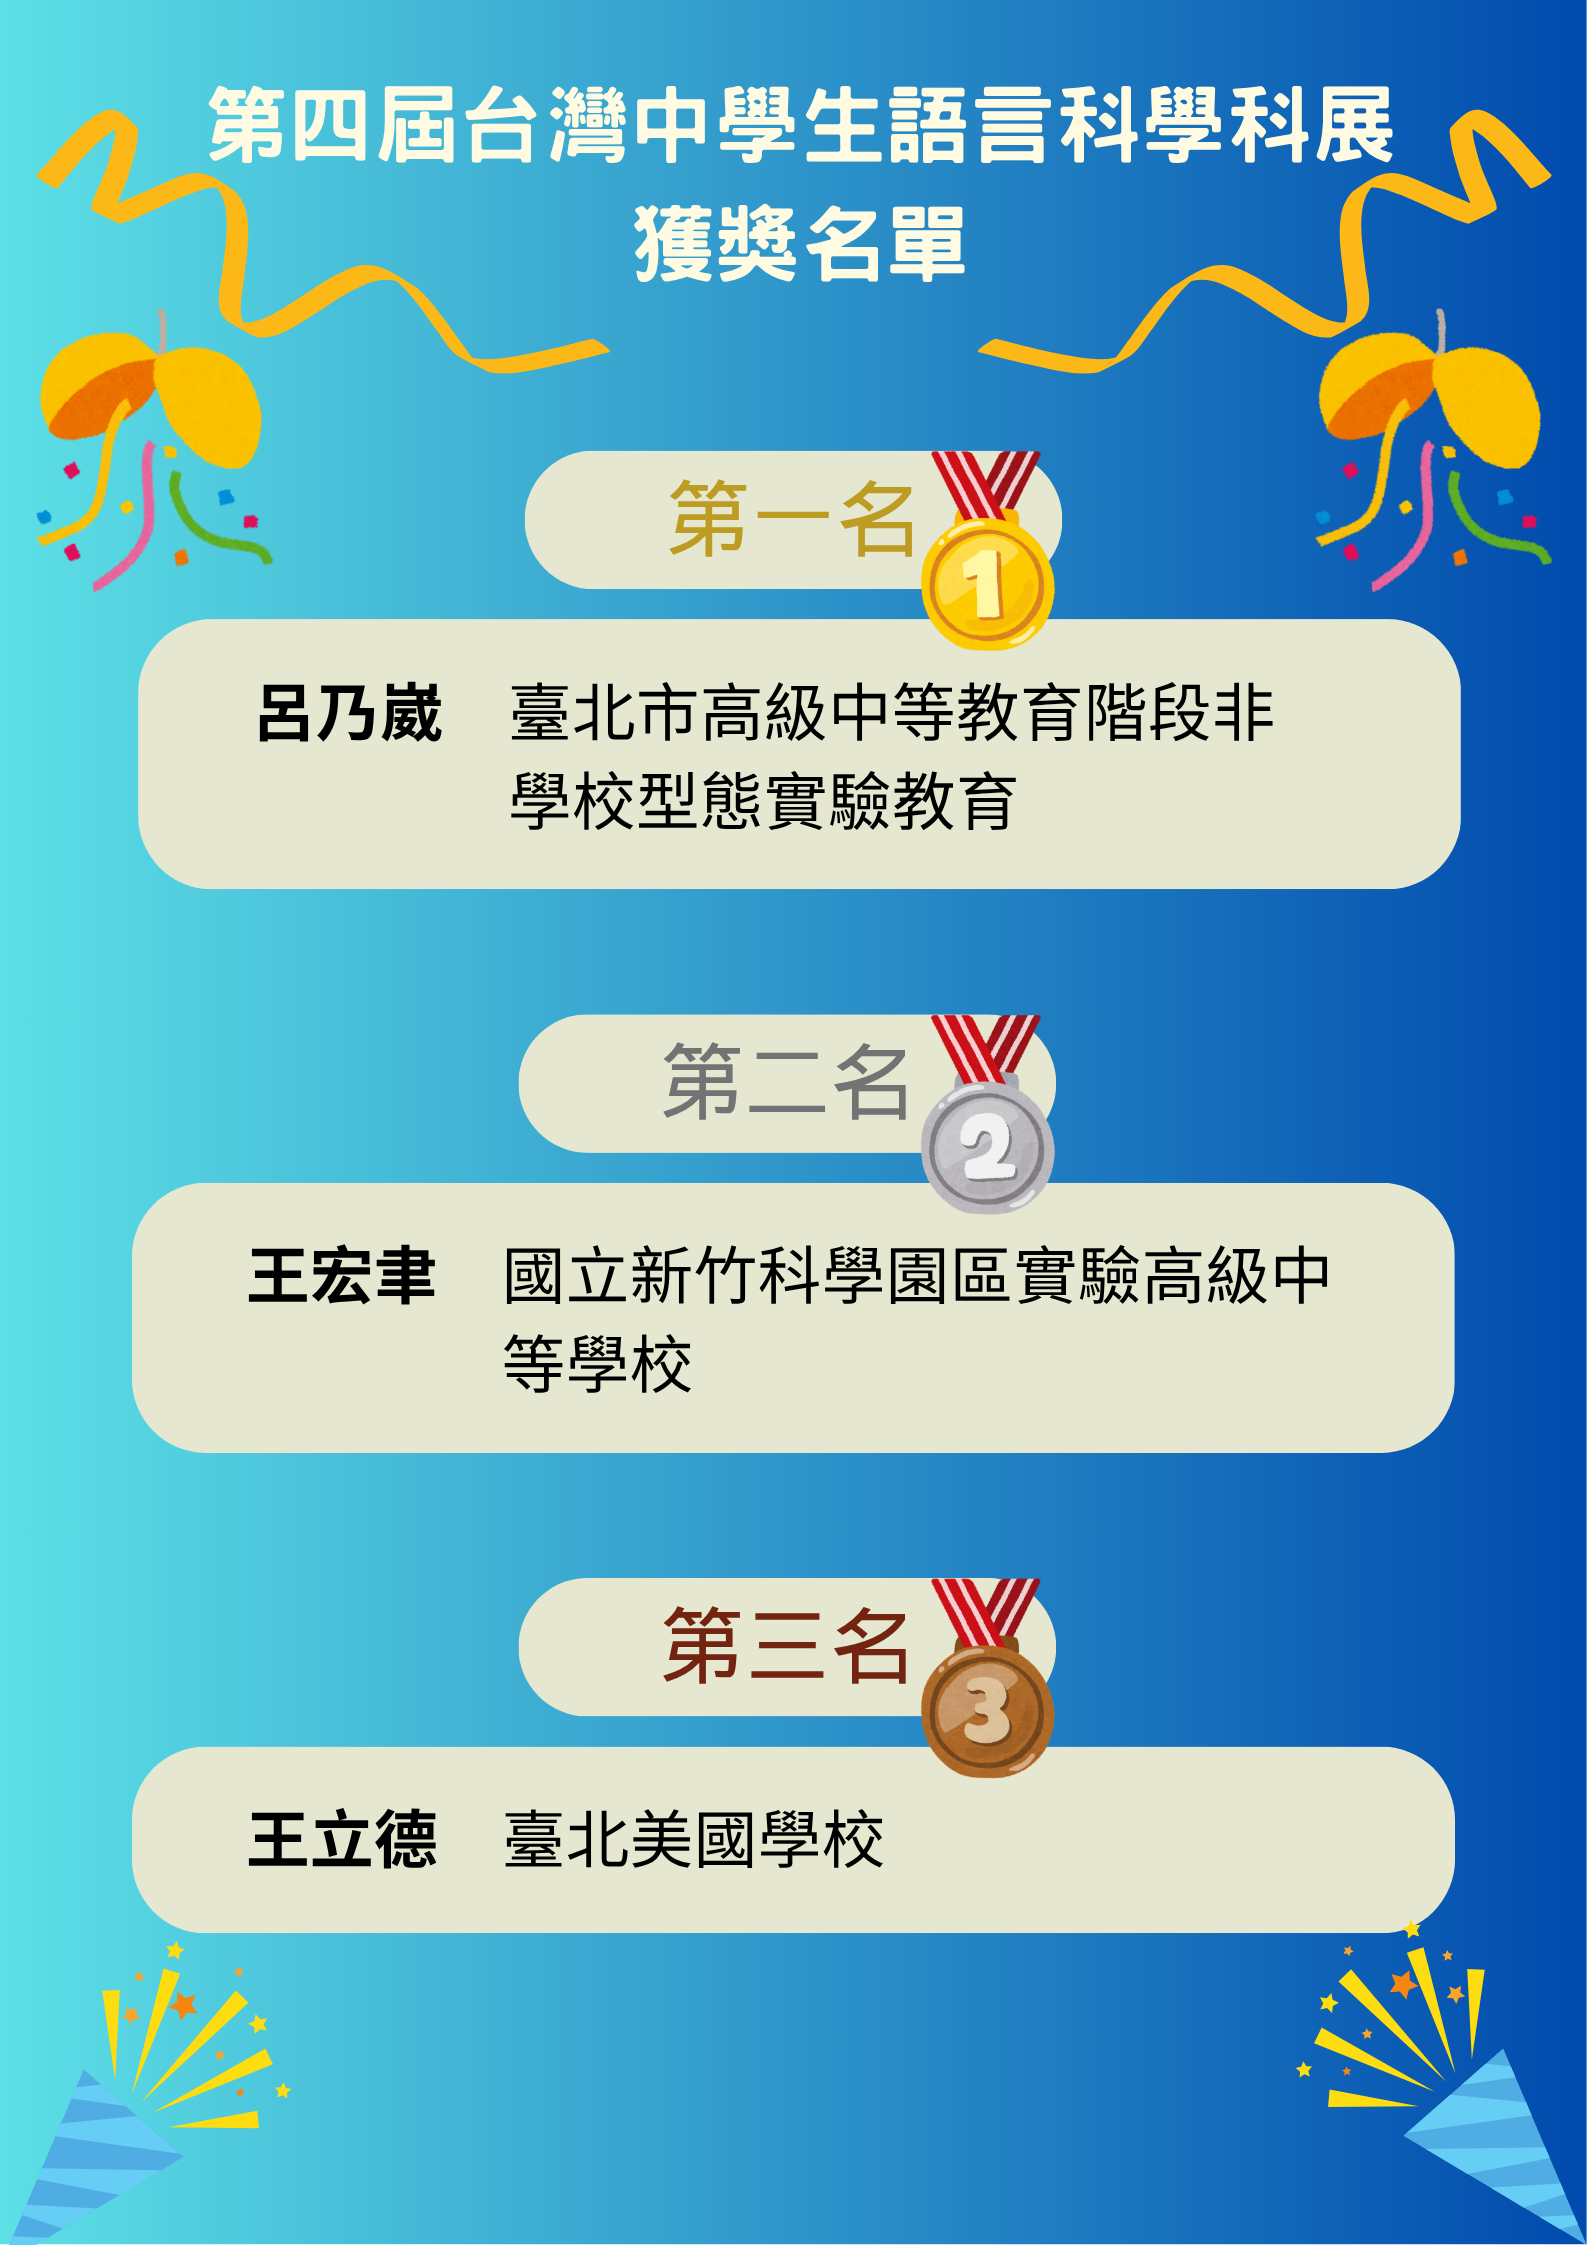 第四屆台灣中學生語言科學科展
獲獎名單
第一名
1
呂乃崴 臺北市高級中等教育階段非
學校型態實驗教育
第二名
2
王宏聿 國立新竹科學園區實驗高級中
等學校
第三名
3
王立德 臺北美國學校